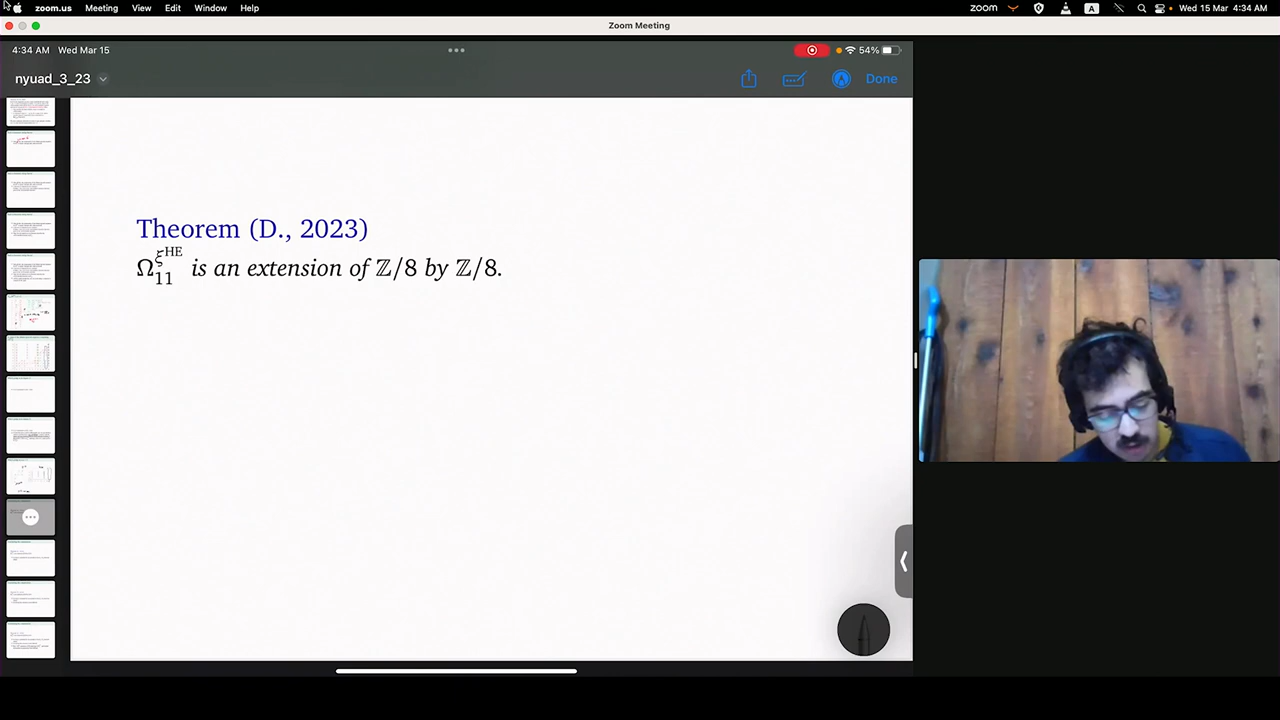 zoom.us Meeting View Edit Window Help zoom A Wed 15 Mar 4:34 AM
Zoom Meeting
4:34 AM Wed Mar 15 54%
nyuad_3_23 Done
Theorem (D., 2023)
Ω₁₁^{ξ^{HE}} is an extension of ℤ/8 by ℤ/8.